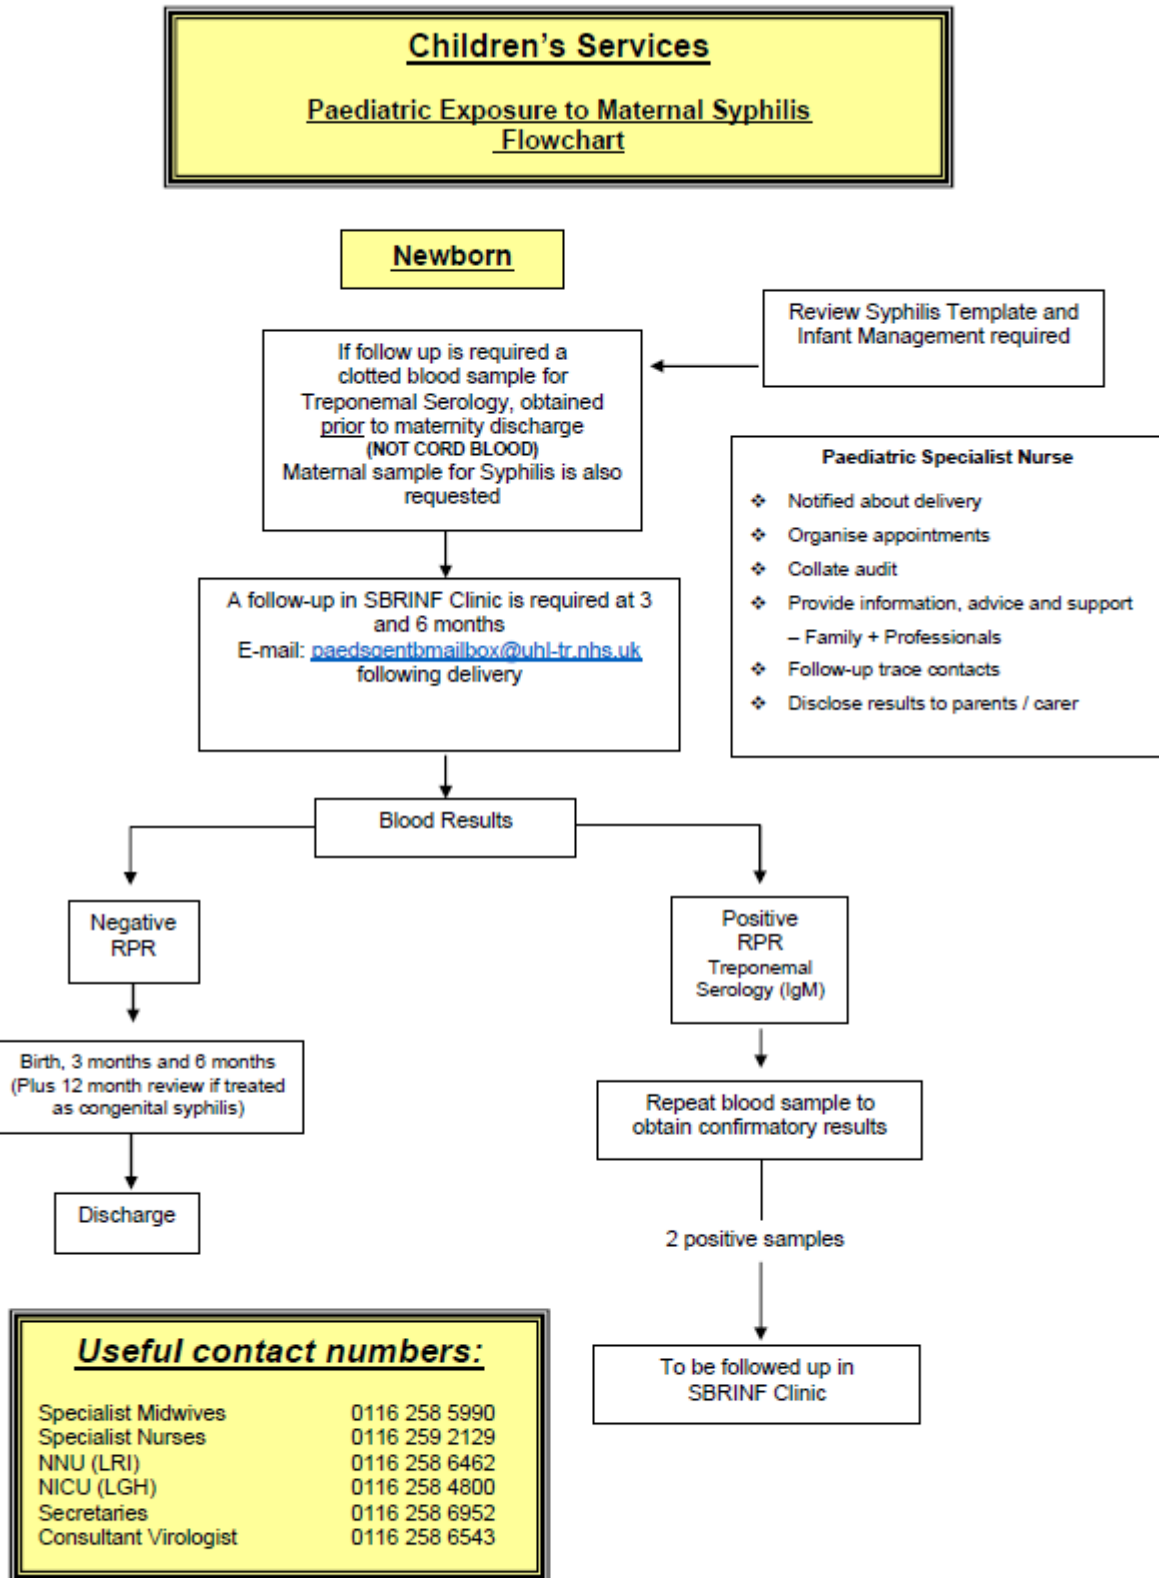 Children's Services
Paediatric Exposure to Maternal Syphilis
Flowchart
Newborn
Review Syphilis Template and
Infant Management required
If follow up is required a
clotted blood sample for
Treponemal Serology, obtained
prior to maternity discharge
(NOT CORD BLOOD)
Maternal sample for Syphilis is also
requested
Paediatric Specialist Nurse
❖ Notified about delivery
❖ Organise appointments
❖ Collate audit
❖ Provide information, advice and support
– Family + Professionals
❖ Follow-up trace contacts
❖ Disclose results to parents / carer
A follow-up in SBRINF Clinic is required at 3
and 6 months
E-mail: paedsgentbmailbox@uhl-tr.nhs.uk
following delivery
Blood Results
Negative
RPR
Positive
RPR
Treponemal
Serology (IgM)
Birth, 3 months and 6 months
(Plus 12 month review if treated
as congenital syphilis)
Repeat blood sample to
obtain confirmatory results
Discharge
2 positive samples
To be followed up in
SBRINF Clinic
Useful contact numbers:
Specialist Midwives 0116 258 5990
Specialist Nurses 0116 259 2129
NNU (LRI) 0116 258 6462
NICU (LGH) 0116 258 4800
Secretaries 0116 258 6952
Consultant Virologist 0116 258 6543